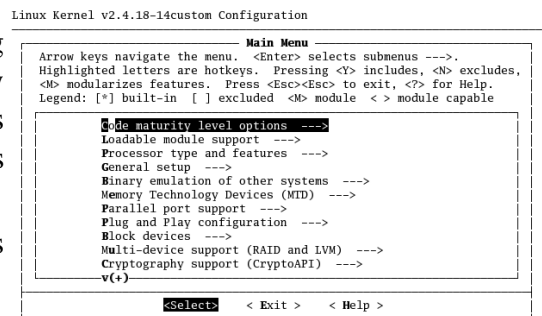 Linux Kernel v2.4.18-14custom Configuration
Main Menu
Arrow keys navigate the menu. <Enter> selects submenus --->.
Highlighted letters are hotkeys. Pressing <Y> includes, <N> excludes,
<M> modularizes features. Press <Esc><Esc> to exit, <?> for Help.
Legend: [*] built-in [ ] excluded <M> module < > module capable
Code maturity level options --->
Loadable module support --->
Processor type and features --->
General setup --->
Binary emulation of other systems --->
Memory Technology Devices (MTD) --->
Parallel port support --->
Plug and Play configuration --->
Block devices --->
Multi-device support (RAID and LVM) --->
Cryptography support (CryptoAPI) --->
v(+)
<Select> < Exit > < Help >